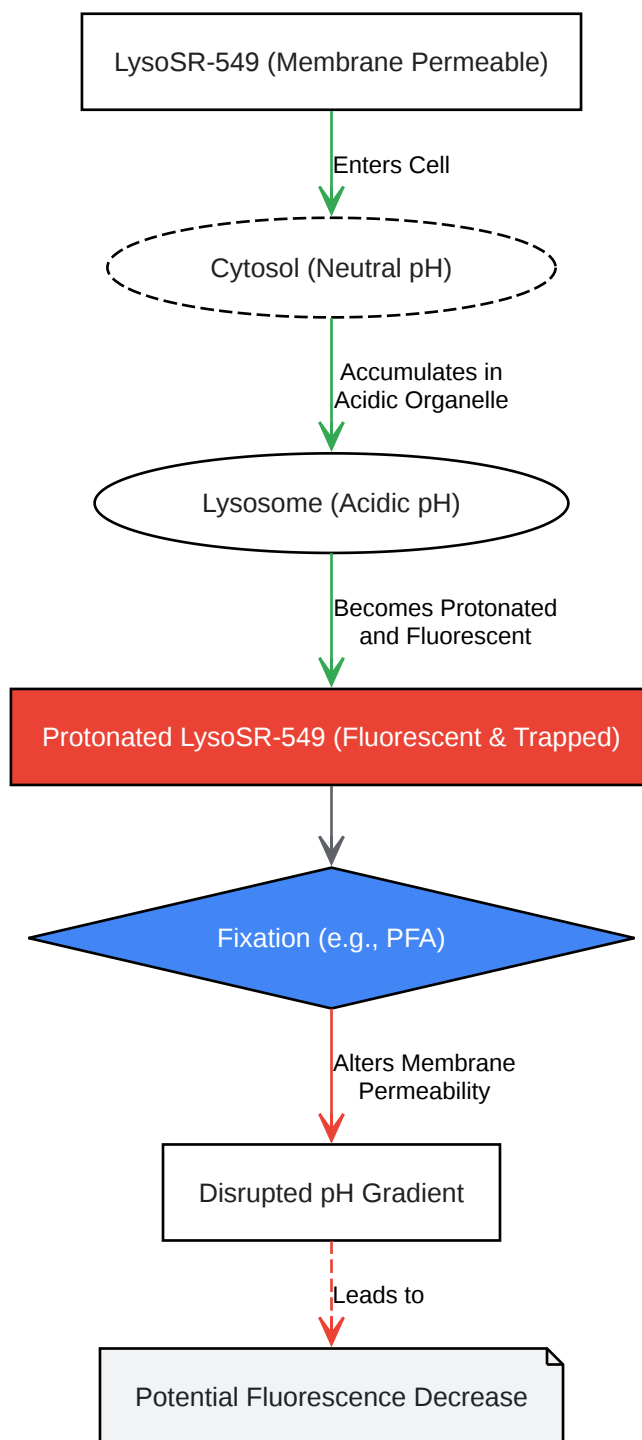 LysoSR-549 (Membrane Permeable)
Enters Cell
Cytosol (Neutral pH)
Accumulates in
Acidic Organelle
Lysosome (Acidic pH)
Becomes Protonated
and Fluorescent
Protonated LysoSR-549 (Fluorescent & Trapped)
Fixation (e.g., PFA)
Alters Membrane
Permeability
Disrupted pH Gradient
Leads to
Potential Fluorescence Decrease